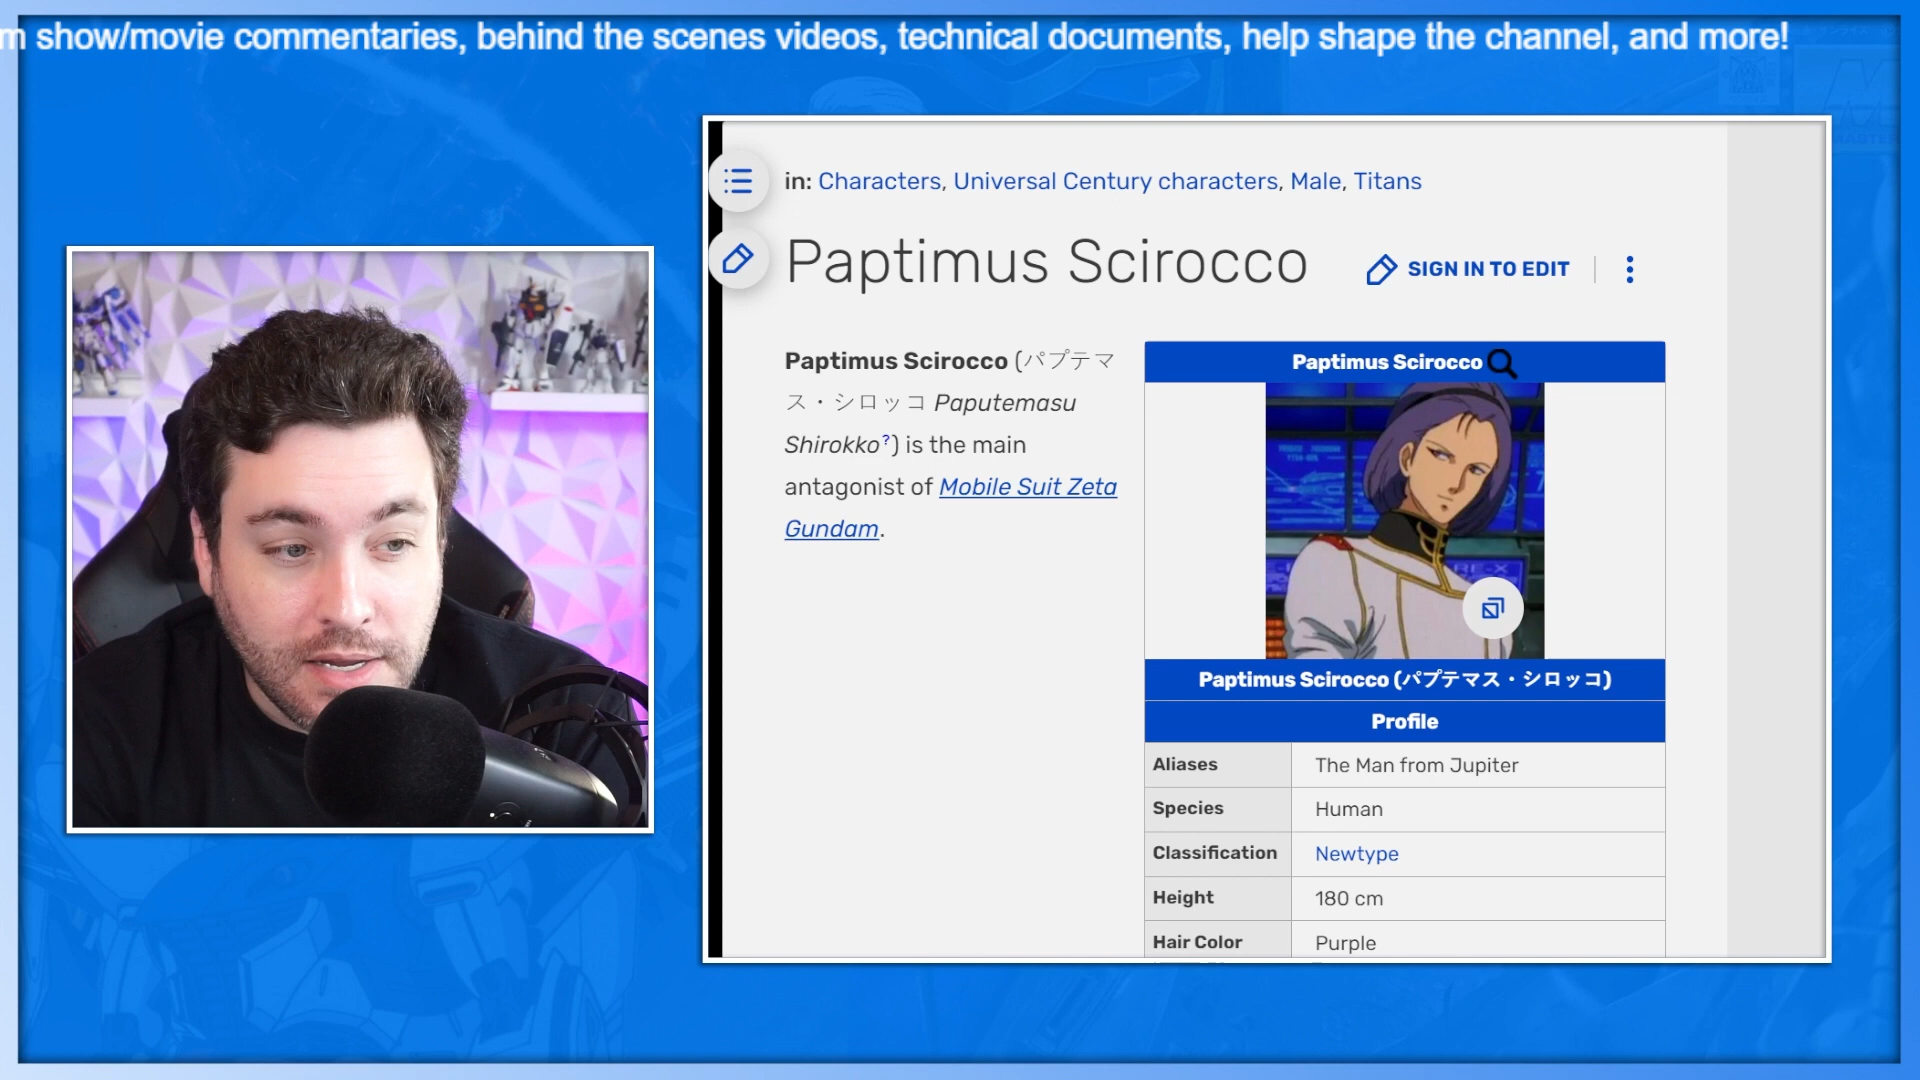 m show/movie commentaries, behind the scenes videos, technical documents, help shape the channel, and more!
in: Characters, Universal Century characters, Male, Titans
Paptimus Scirocco
SIGN IN TO EDIT
Paptimus Scirocco (パプテマ
ス・シロッコ Paputemasu
Shirokko?) is the main
antagonist of Mobile Suit Zeta
Gundam.
Paptimus Scirocco
Paptimus Scirocco (パプテマス・シロッコ)
Profile
Aliases The Man from Jupiter
Species Human
Classification Newtype
Height 180 cm
Hair Color Purple